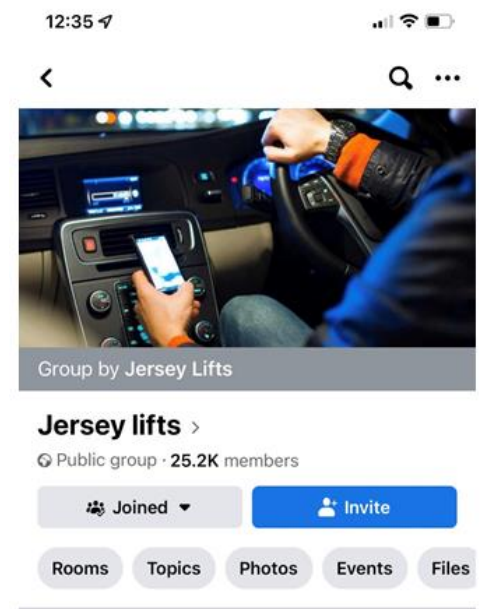 12:35
Group by Jersey Lifts
Jersey lifts >
Public group · 25.2K members
Joined
Invite
Rooms Topics Photos Events Files